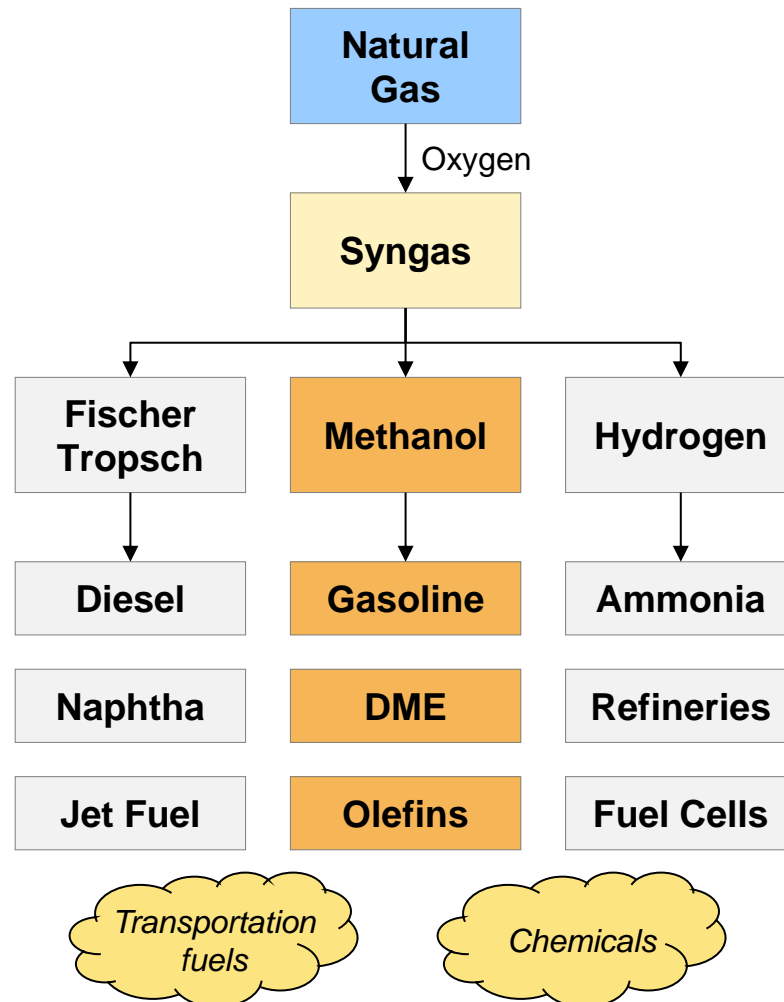 Natural
Gas
Oxygen
Syngas
Fischer
Tropsch
Methanol
Hydrogen
Diesel
Gasoline
Ammonia
Naphtha
DME
Refineries
Jet Fuel
Olefins
Fuel Cells
Transportation
fuels
Chemicals